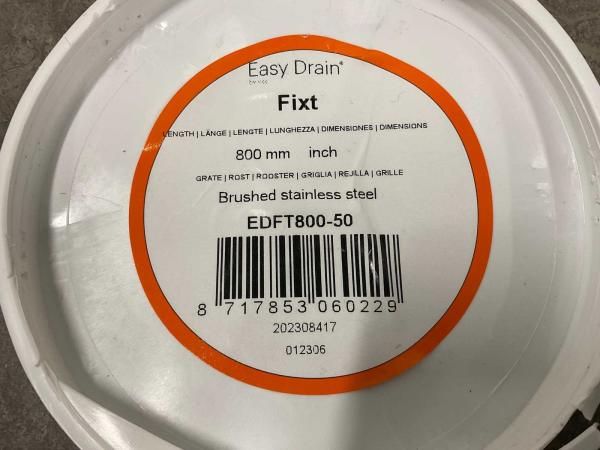 Easy Drain®
Fixt
LENGTH | LÄNGE | LENGTE | LUNGHEZZA | DIMENSIONES | DIMENSIONS
800 mm inch
GRATE | ROST | ROOSTER | GRIGLIA | REJILLA | GRILLE
Brushed stainless steel
EDFT800-50
8 717853 060229
202308417
012306